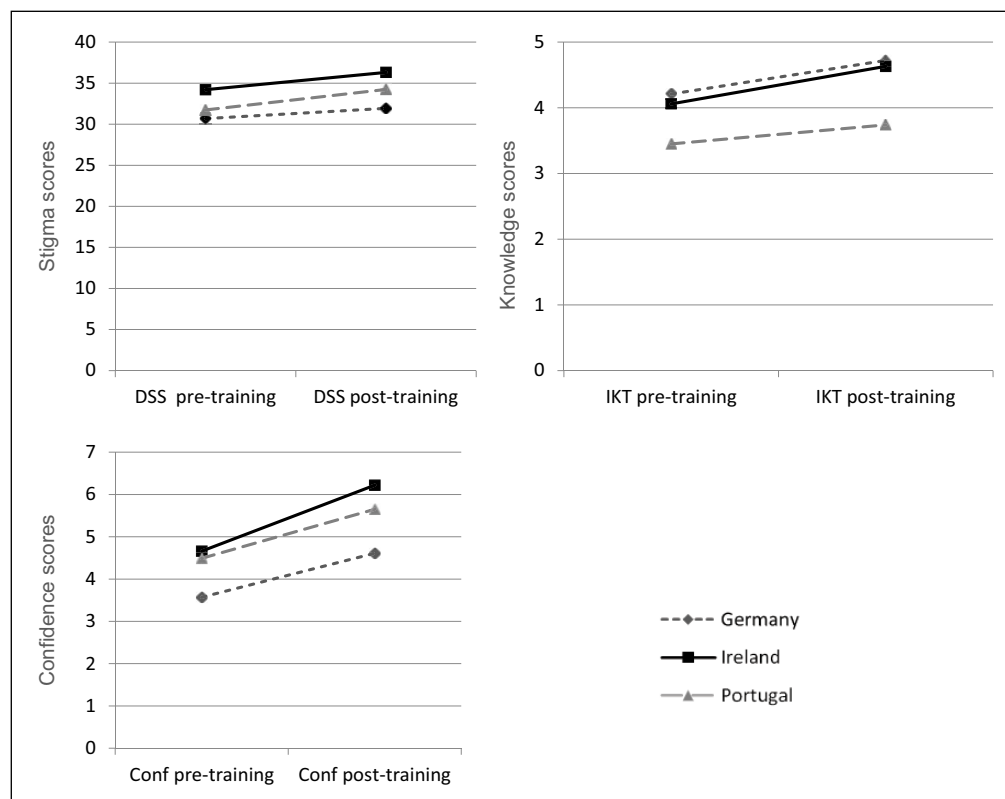 Stigma scores
40
35
30
25
20
15
10
5
0
DSS pre-training
DSS post-training
Knowledge scores
5
4
3
2
1
0
IKT pre-training
IKT post-training
Confidence scores
7
6
5
4
3
2
1
0
Conf pre-training
Conf post-training
Germany
Ireland
Portugal